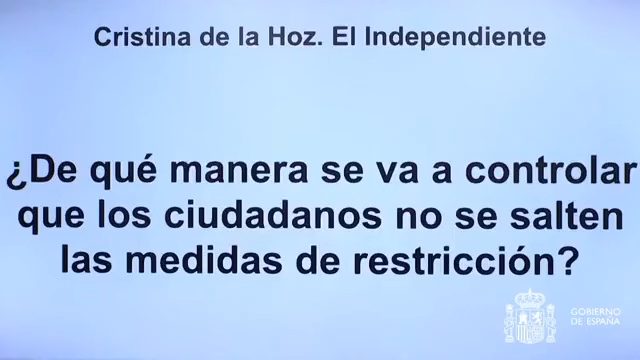 Cristina de la Hoz. El Independiente
¿De qué manera se va a controlar
que los ciudadanos no se salten
las medidas de restricción?
GOBIERNO
DE ESPAÑA